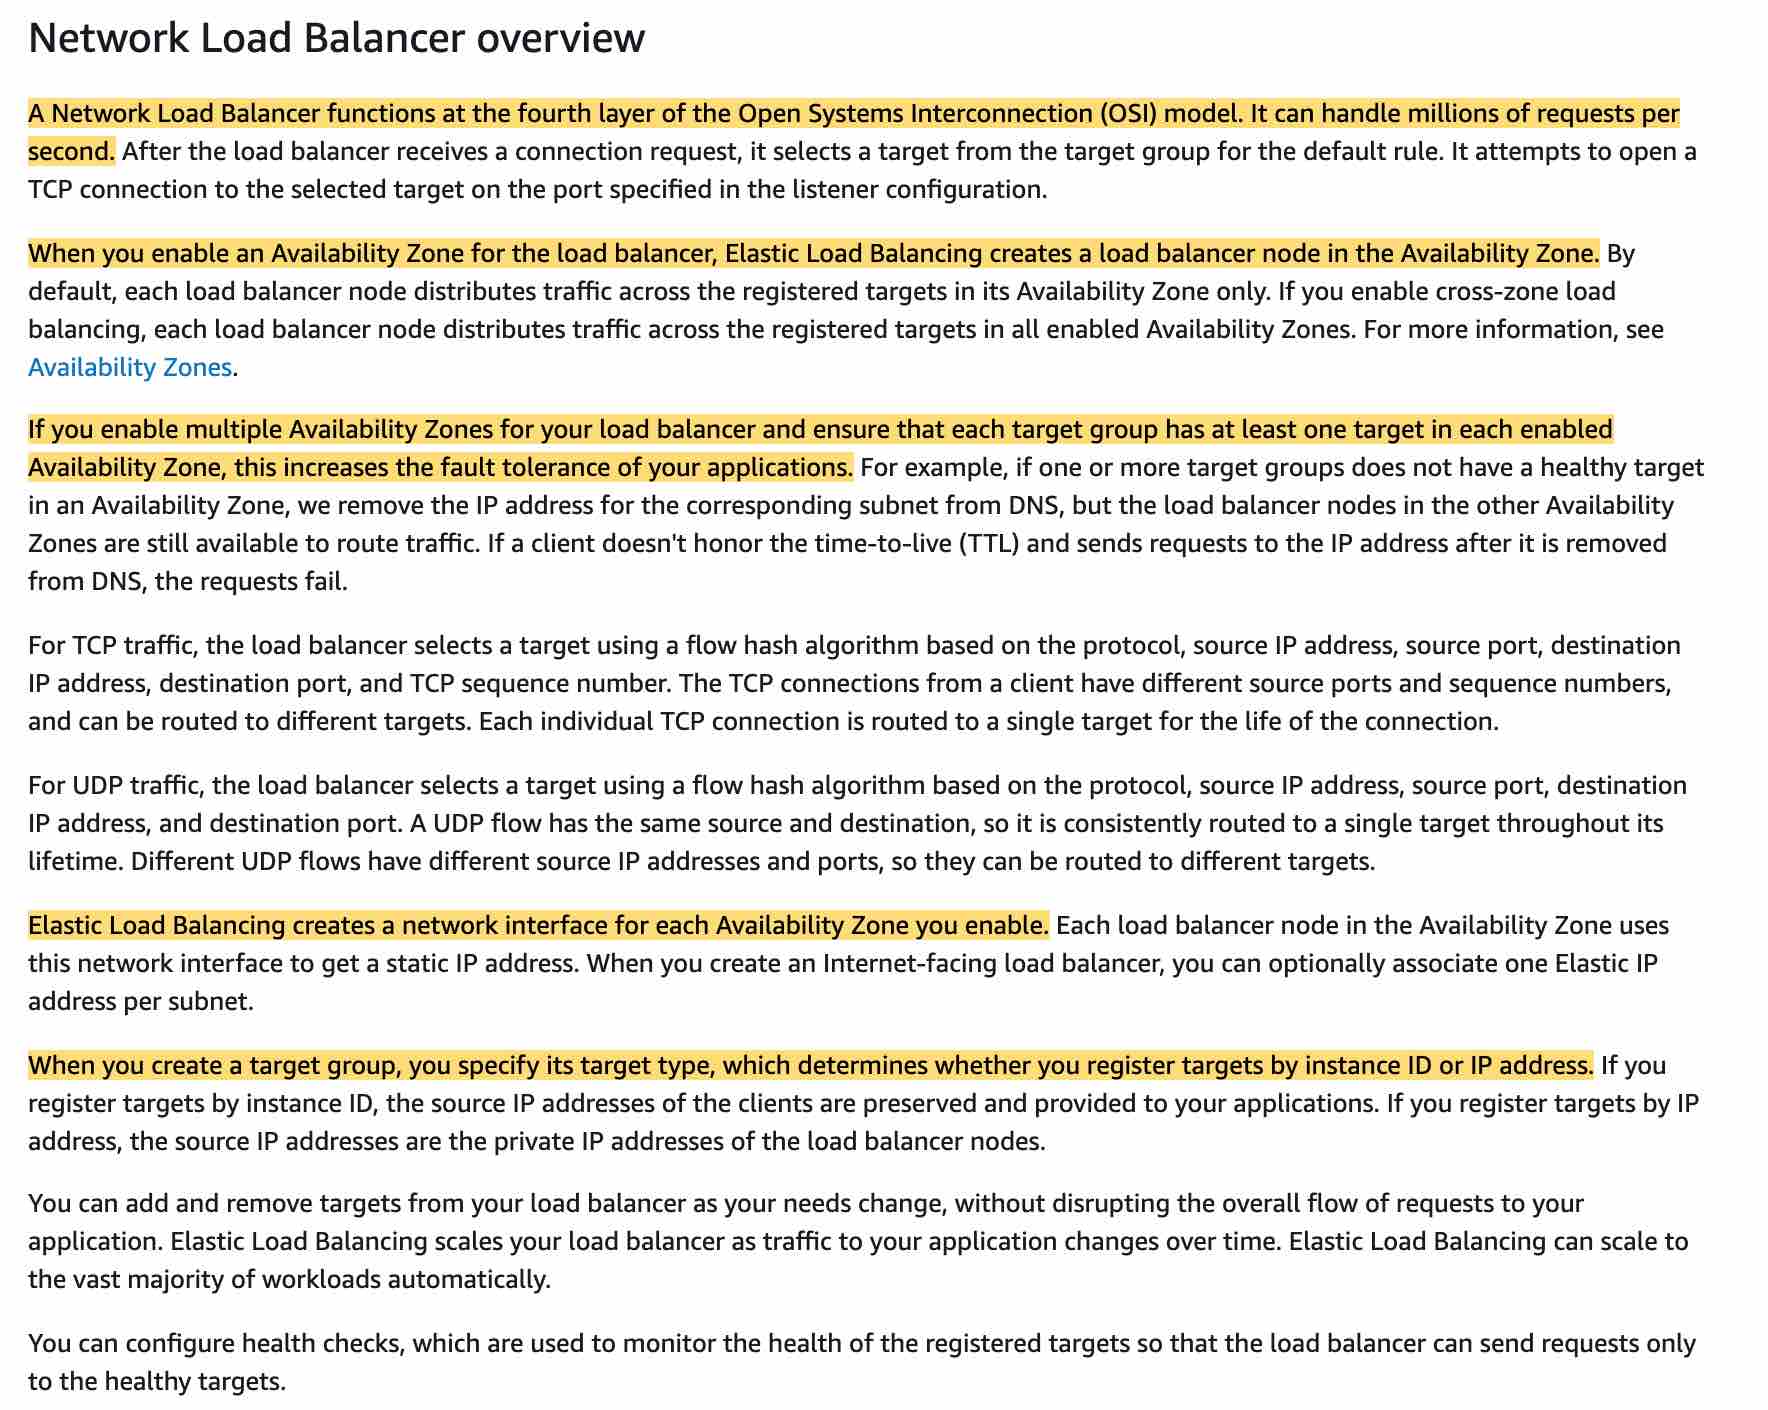 Network Load Balancer overview
A Network Load Balancer functions at the fourth layer of the Open Systems Interconnection (OSI) model. It can handle millions of requests per
second. After the load balancer receives a connection request, it selects a target from the target group for the default rule. It attempts to open a
TCP connection to the selected target on the port specified in the listener configuration.
When you enable an Availability Zone for the load balancer, Elastic Load Balancing creates a load balancer node in the Availability Zone. By
default, each load balancer node distributes traffic across the registered targets in its Availability Zone only. If you enable cross-zone load
balancing, each load balancer node distributes traffic across the registered targets in all enabled Availability Zones. For more information, see
Availability Zones.
If you enable multiple Availability Zones for your load balancer and ensure that each target group has at least one target in each enabled
Availability Zone, this increases the fault tolerance of your applications. For example, if one or more target groups does not have a healthy target
in an Availability Zone, we remove the IP address for the corresponding subnet from DNS, but the load balancer nodes in the other Availability
Zones are still available to route traffic. If a client doesn't honor the time-to-live (TTL) and sends requests to the IP address after it is removed
from DNS, the requests fail.
For TCP traffic, the load balancer selects a target using a flow hash algorithm based on the protocol, source IP address, source port, destination
IP address, destination port, and TCP sequence number. The TCP connections from a client have different source ports and sequence numbers,
and can be routed to different targets. Each individual TCP connection is routed to a single target for the life of the connection.
For UDP traffic, the load balancer selects a target using a flow hash algorithm based on the protocol, source IP address, source port, destination
IP address, and destination port. A UDP flow has the same source and destination, so it is consistently routed to a single target throughout its
lifetime. Different UDP flows have different source IP addresses and ports, so they can be routed to different targets.
Elastic Load Balancing creates a network interface for each Availability Zone you enable. Each load balancer node in the Availability Zone uses
this network interface to get a static IP address. When you create an Internet-facing load balancer, you can optionally associate one Elastic IP
address per subnet.
When you create a target group, you specify its target type, which determines whether you register targets by instance ID or IP address. If you
register targets by instance ID, the source IP addresses of the clients are preserved and provided to your applications. If you register targets by IP
address, the source IP addresses are the private IP addresses of the load balancer nodes.
You can add and remove targets from your load balancer as your needs change, without disrupting the overall flow of requests to your
application. Elastic Load Balancing scales your load balancer as traffic to your application changes over time. Elastic Load Balancing can scale to
the vast majority of workloads automatically.
You can configure health checks, which are used to monitor the health of the registered targets so that the load balancer can send requests only
to the healthy targets.